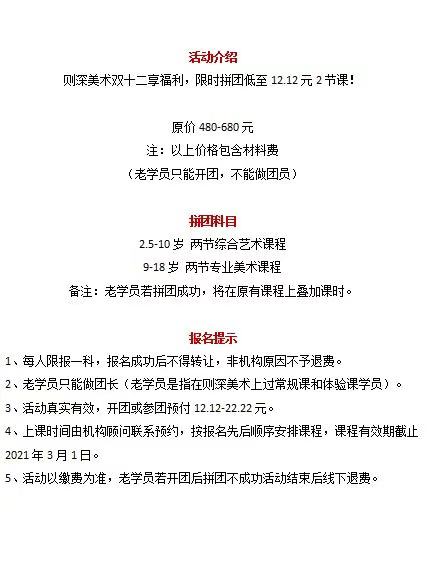 活动介绍
则深美术双十二享福利，限时拼团低至 12.12 元 2 节课！
原价 480-680 元
注：以上价格包含材料费
（老学员只能开团，不能做团员）
拼团科目
2.5-10 岁 两节综合艺术课程
9-18 岁 两节专业美术课程
备注：老学员若拼团成功，将在原有课程上叠加课时。
报名提示
1、每人限报一科，报名成功后不得转让，非机构原因不予退费。
2、老学员只能做团长（老学员是指在则深美术上过常规课和体验课学员）。
3、活动真实有效，开团或参团预付 12.12-22.22 元。
4、上课时间由机构顾问联系预约，按报名先后顺序安排课程，课程有效期截止
2021 年 3 月 1 日。
5、活动以缴费为准，老学员若开团后拼团不成功活动结束后线下退费。